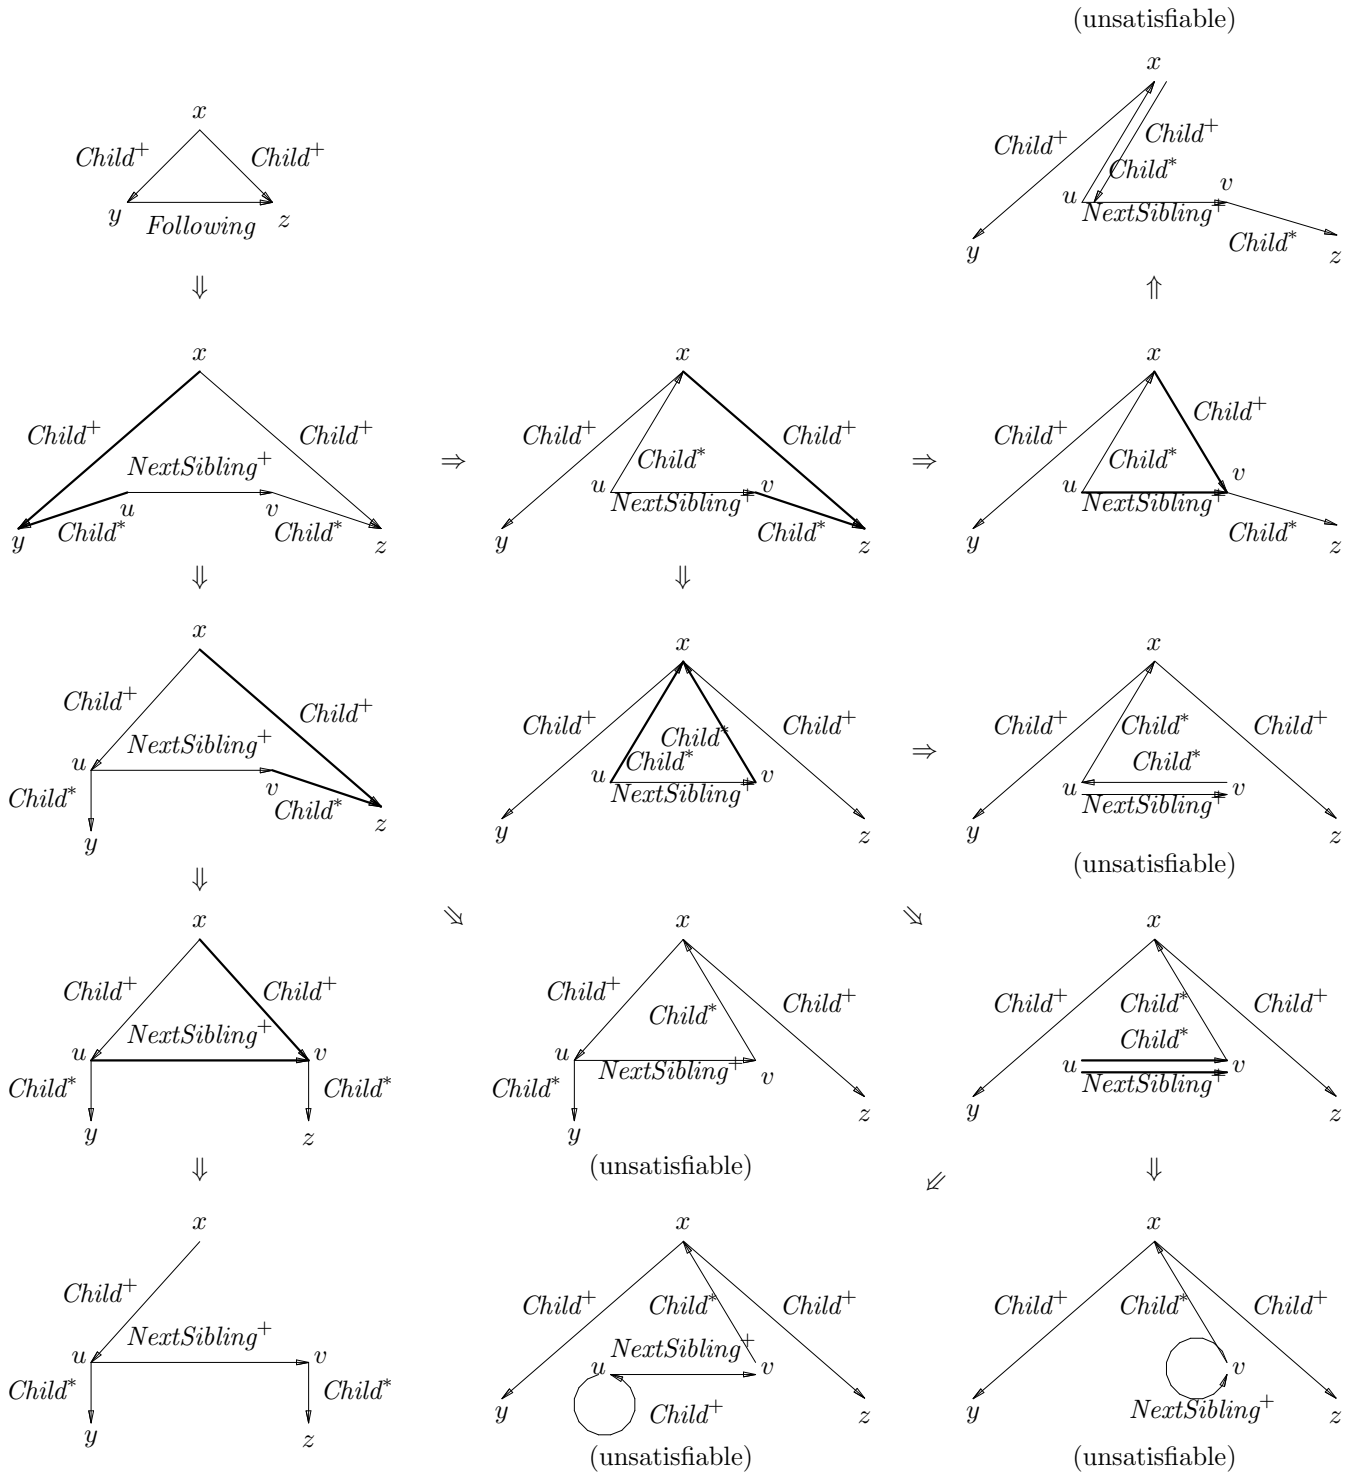 (unsatisfiable)
x
Child⁺
Child⁺
Child*
u
v
NextSibling⁺
Child*
y
z
x
Child⁺
Child⁺
y
Following
z
⇓
⇑
x
Child⁺
Child⁺
NextSibling⁺
u
v
Child*
Child*
y
z
⇒
x
Child⁺
Child⁺
Child*
u
v
NextSibling⁺
Child*
y
z
⇒
x
Child⁺
Child⁺
Child*
u
v
NextSibling⁺
Child*
y
z
⇓
⇓
x
Child⁺
Child⁺
NextSibling⁺
u
v
Child*
Child*
y
z
x
Child⁺
Child⁺
Child*
Child*
u
v
NextSibling⁺
y
z
⇒
x
Child⁺
Child⁺
Child*
Child*
u
v
NextSibling⁺
y
z
(unsatisfiable)
⇓
⇘
⇘
x
Child⁺
Child⁺
NextSibling⁺
u
v
Child*
Child*
y
z
x
Child⁺
Child⁺
Child*
u
NextSibling⁺
v
Child*
y
z
(unsatisfiable)
x
Child⁺
Child⁺
Child*
Child*
u
v
NextSibling⁺
y
z
⇓
⇙
⇓
x
Child⁺
NextSibling⁺
u
v
Child*
Child*
y
z
x
Child⁺
Child*
Child⁺
NextSibling⁺
u
v
y
Child⁺
z
(unsatisfiable)
x
Child⁺
Child*
Child⁺
v
NextSibling⁺
y
z
(unsatisfiable)